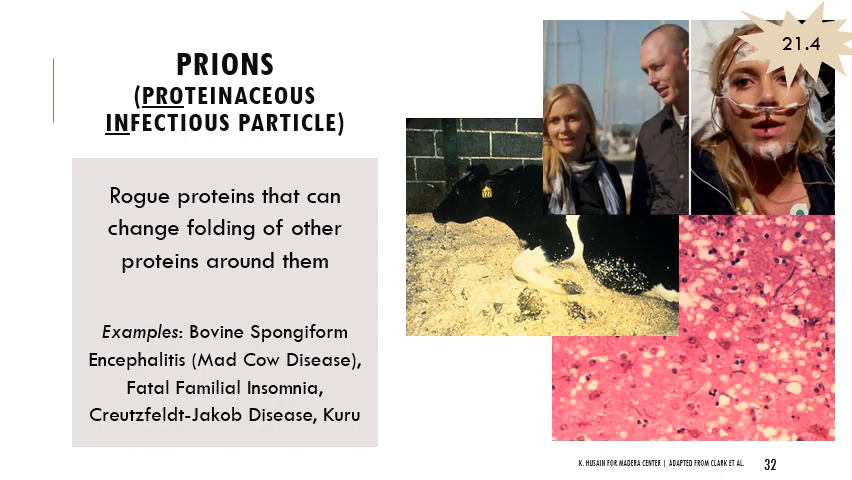 PRIONS
(PROTEINACEOUS
INFECTIOUS PARTICLE)
21.4
Rogue proteins that can
change folding of other
proteins around them
Examples: Bovine Spongiform
Encephalitis (Mad Cow Disease),
Fatal Familial Insomnia,
Creutzfeldt-Jakob Disease, Kuru
K. HUSAIN FOR MADERA CENTER | ADAPTED FROM CLARK ET AL.
32